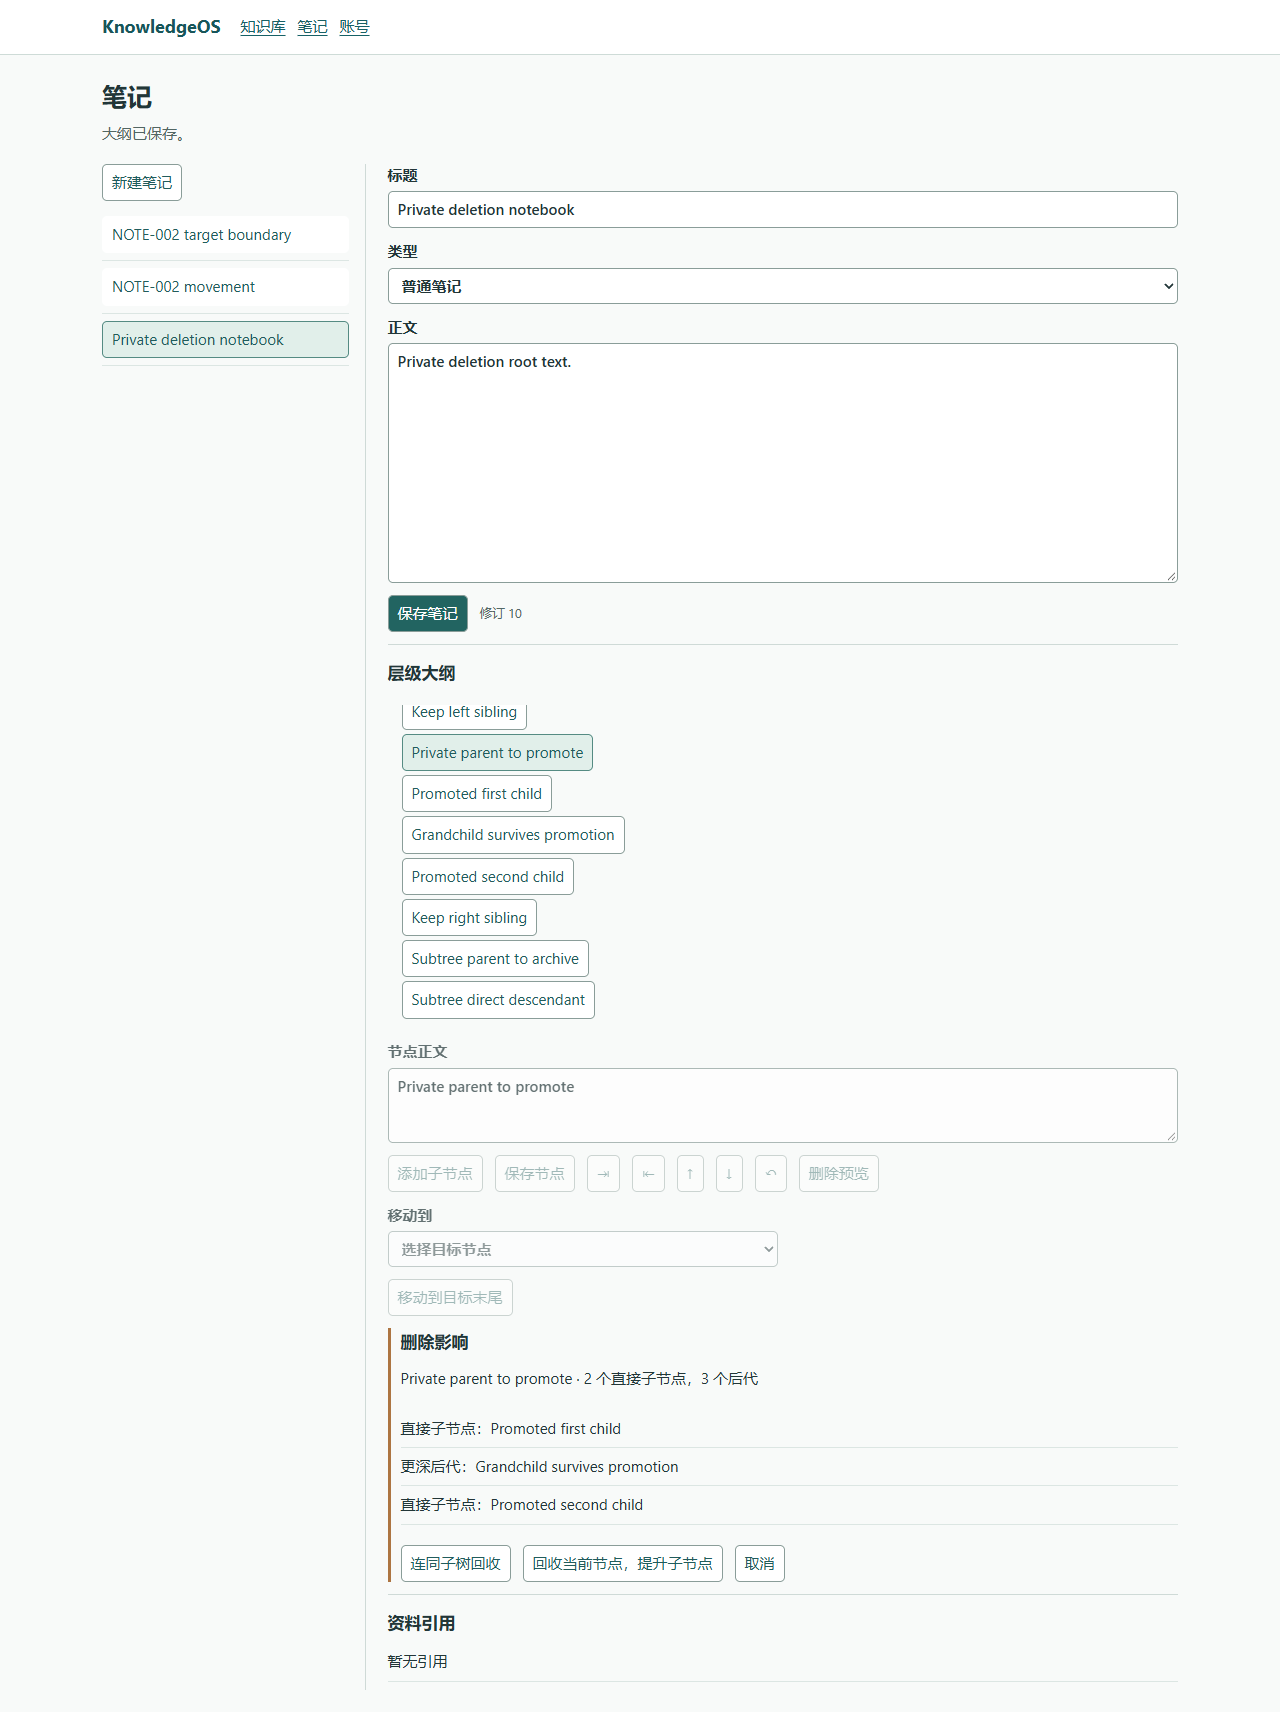 KnowledgeOS 知识库 笔记 账号
笔记
大纲已保存。
新建笔记
NOTE-002 target boundary
NOTE-002 movement
Private deletion notebook
标题
Private deletion notebook
类型
普通笔记
正文
Private deletion root text.
保存笔记 修订 10
层级大纲
Keep left sibling
Private parent to promote
Promoted first child
Grandchild survives promotion
Promoted second child
Keep right sibling
Subtree parent to archive
Subtree direct descendant
节点正文
Private parent to promote
添加子节点 保存节点 ⇥ ⇤ ↑ ↓ ↶ 删除预览
移动到
选择目标节点
移动到目标末尾
删除影响
Private parent to promote · 2 个直接子节点，3 个后代
直接子节点：Promoted first child
更深后代：Grandchild survives promotion
直接子节点：Promoted second child
连同子树回收 回收当前节点，提升子节点 取消
资料引用
暂无引用